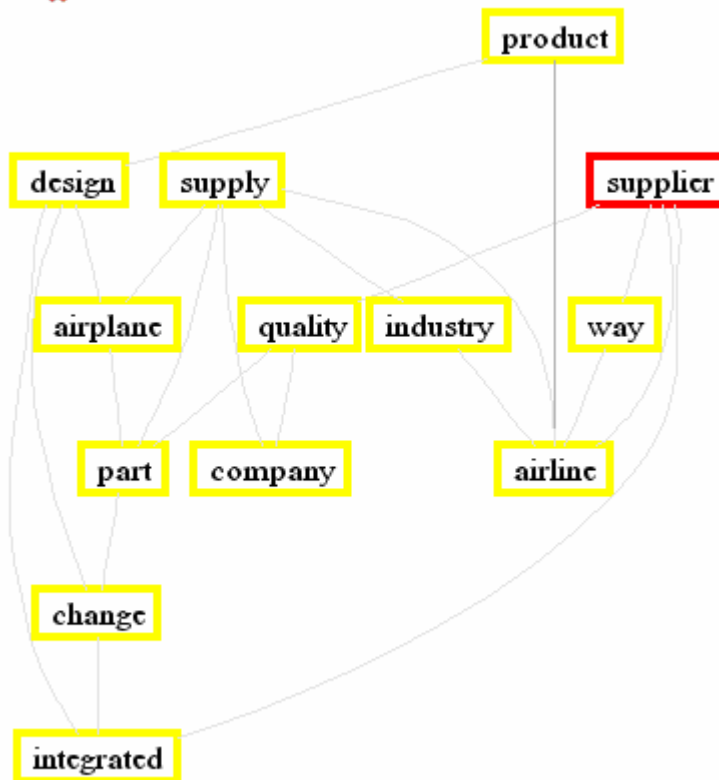 product
design supply supplier
airplane quality industry way
part company airline
change
integrated